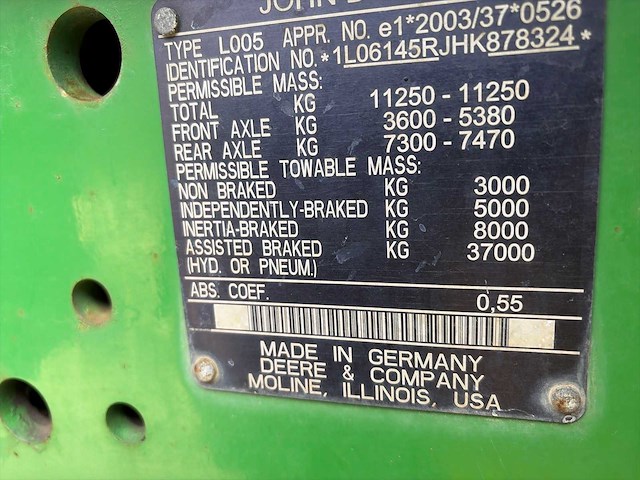 JOHN
TYPE L005 APPR. NO. e1*2003/37*0526
IDENTIFICATION NO.*1L06145RJHK878324*
PERMISSIBLE MASS:
TOTAL KG 11250 - 11250
FRONT AXLE KG 3600 - 5380
REAR AXLE KG 7300 - 7470
PERMISSIBLE TOWABLE MASS:
NON BRAKED KG 3000
INDEPENDENTLY-BRAKED KG 5000
INERTIA-BRAKED KG 8000
ASSISTED BRAKED KG 37000
(HYD. OR PNEUM.)
ABS. COEF. 0,55
MADE IN GERMANY
DEERE & COMPANY
MOLINE, ILLINOIS, USA